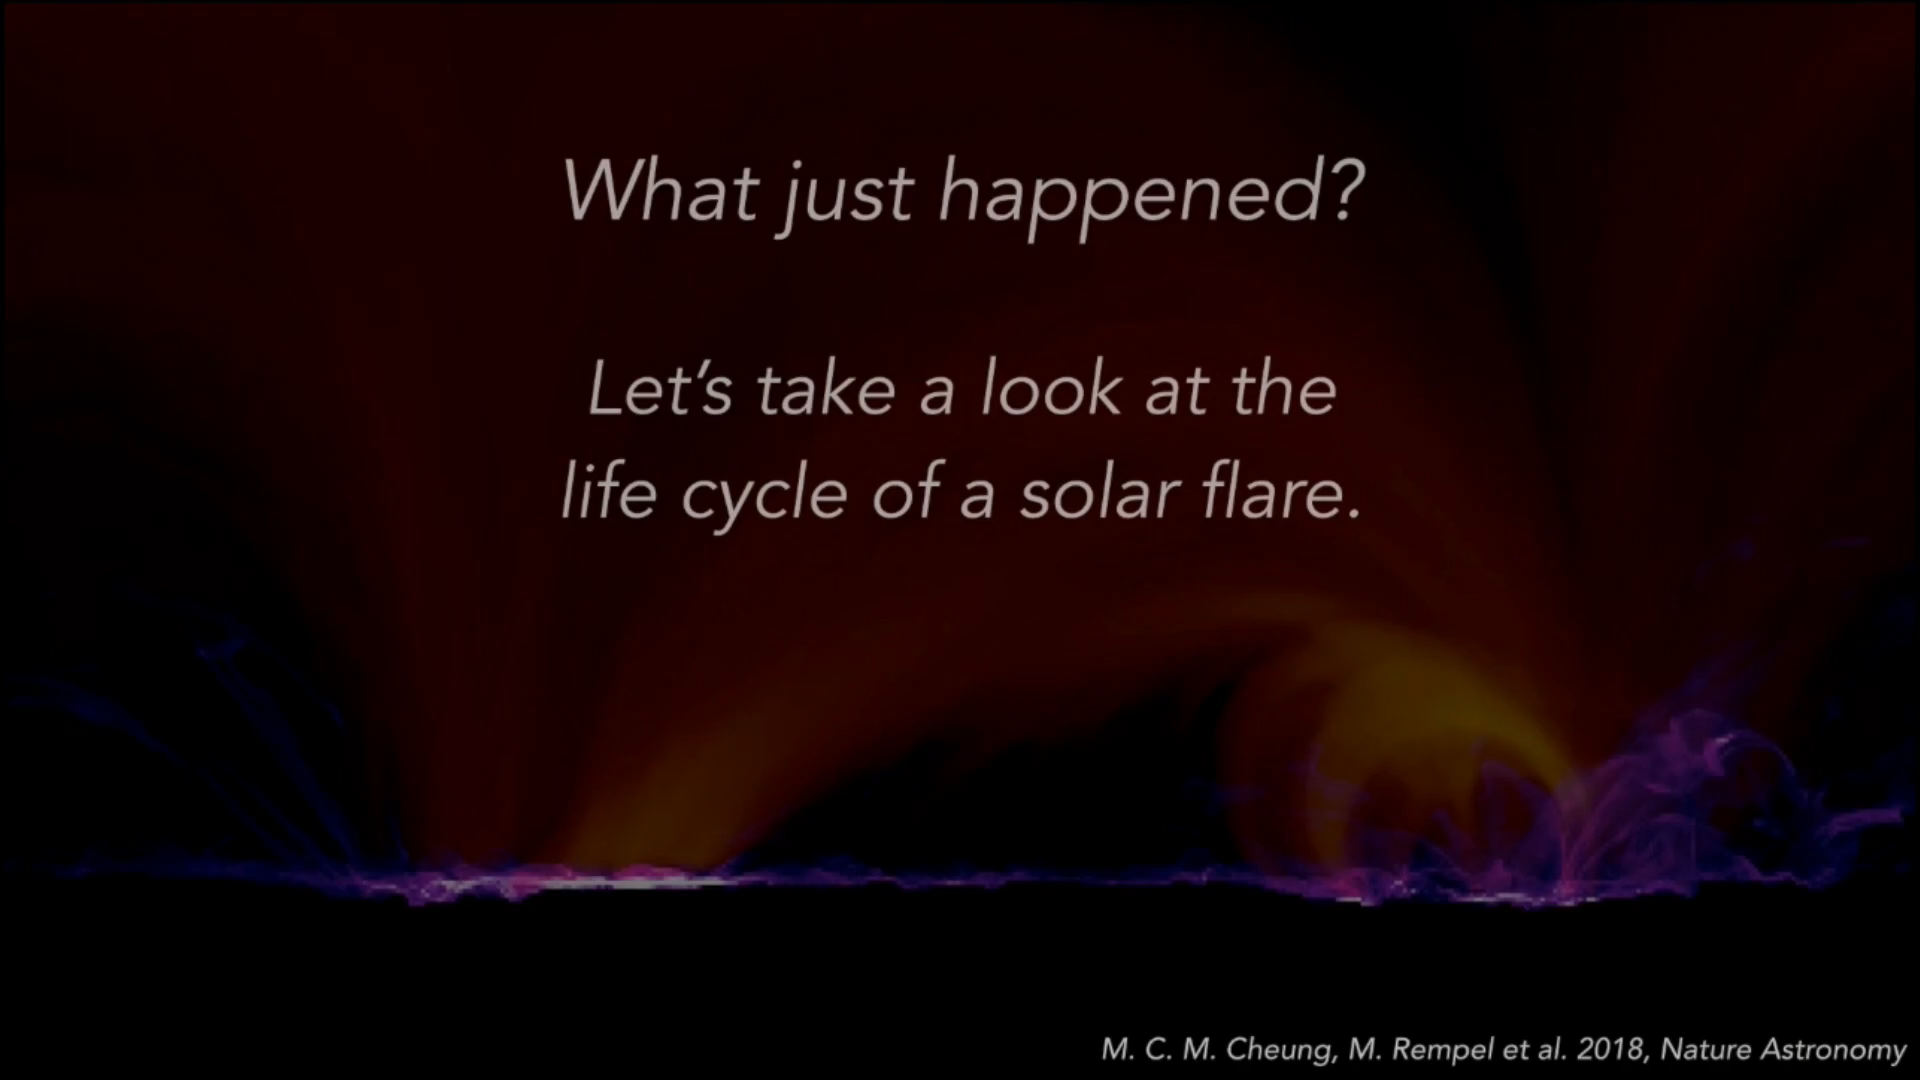 What just happened?
Let’s take a look at the
life cycle of a solar flare.
M. C. M. Cheung, M. Rempel et al. 2018, Nature Astronomy